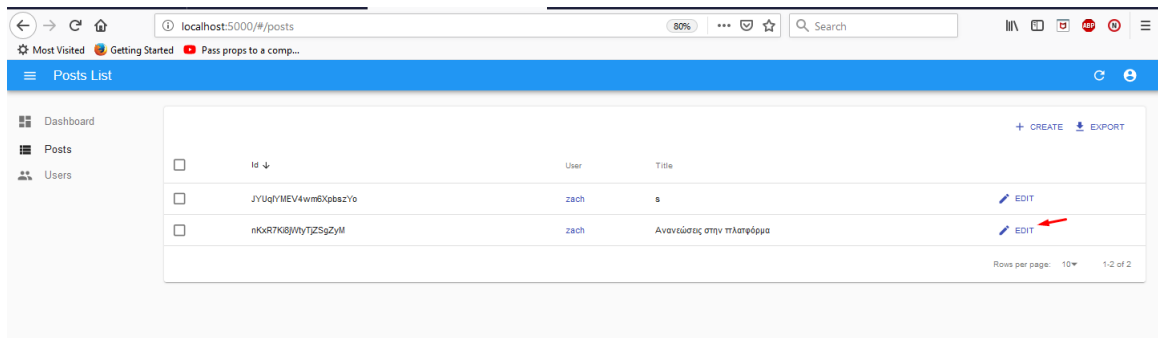 localhost:5000/#/posts 80% Search
Most Visited Getting Started Pass props to a comp...
Posts List
Dashboard
+ CREATE EXPORT
Posts
Id User Title
Users
JYUqlYMEV4wm6XpbszYo zach s EDIT
nKxR7Ki8jWtyTjZSgZyM zach Ανανεώσεις στην πλατφόρμα EDIT
Rows per page: 10 1-2 of 2